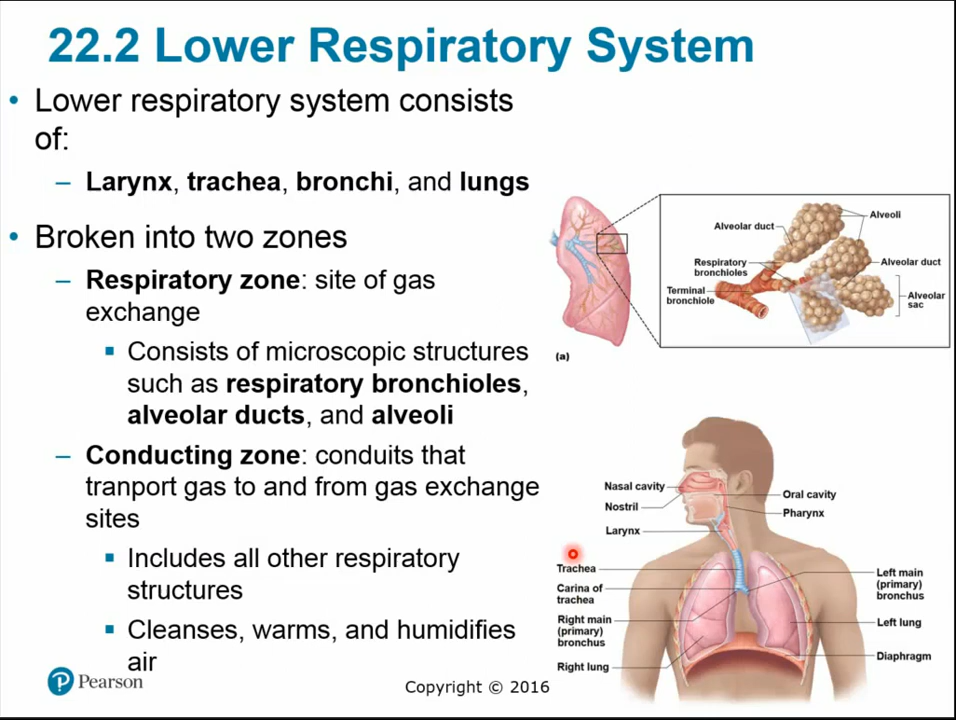 22.2 Lower Respiratory System
• Lower respiratory system consists
of:
– Larynx, trachea, bronchi, and lungs
• Broken into two zones
– Respiratory zone: site of gas
exchange
▪ Consists of microscopic structures
such as respiratory bronchioles,
alveolar ducts, and alveoli
– Conducting zone: conduits that
tranport gas to and from gas exchange
sites
▪ Includes all other respiratory
structures
▪ Cleanses, warms, and humidifies
air
Alveoli
Alveolar duct
Respiratory
bronchioles
Alveolar duct
Terminal
bronchiole
Alveolar
sac
(a)
Nasal cavity
Oral cavity
Nostril
Pharynx
Larynx
Trachea
Carina of
trachea
Left main
(primary)
bronchus
Right main
(primary)
bronchus
Left lung
Right lung
Diaphragm
Pearson
Copyright © 2016